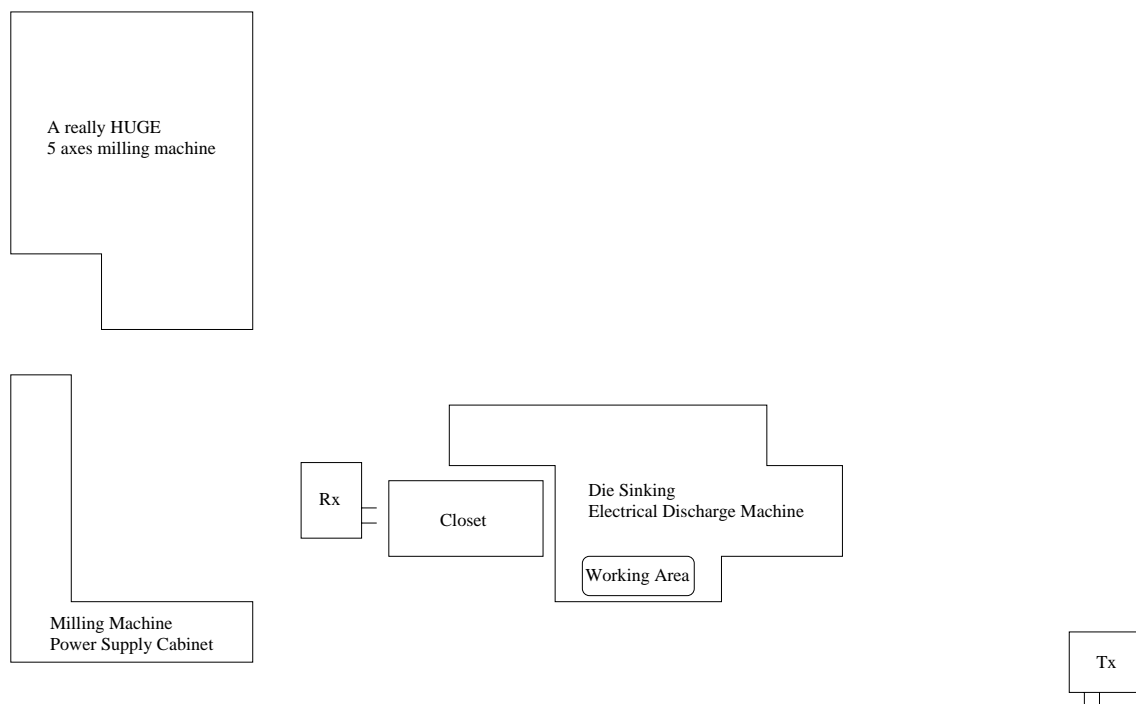 A really HUGE
5 axes milling machine
Rx
Closet
Die Sinking
Electrical Discharge Machine
Working Area
Milling Machine
Power Supply Cabinet
Tx